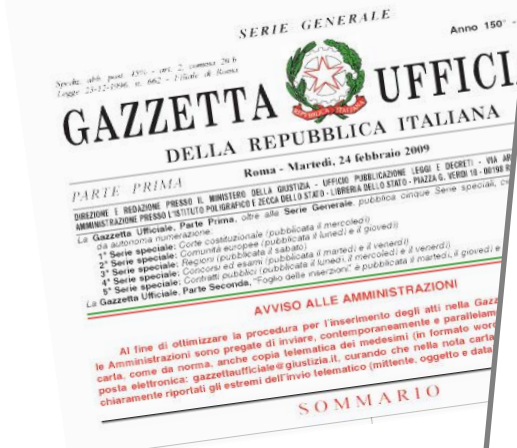 SERIE GENERALE
Anno 150° -
Spediz. abb. post. 45% - art. 2, comma 20/b
Legge 23-12-1996, n. 662 - Filiale di Roma
GAZZETTA UFFICI
DELLA REPUBBLICA ITALIANA
PARTE PRIMA
Roma - Martedì, 24 febbraio 2009
DIREZIONE E REDAZIONE PRESSO IL MINISTERO DELLA GIUSTIZIA - UFFICIO PUBBLICAZIONE LEGGI E DECRETI - VIA AR
AMMINISTRAZIONE PRESSO L'ISTITUTO POLIGRAFICO E ZECCA DELLO STATO - LIBRERIA DELLO STATO - PIAZZA G. VERDI 10 - 00198 R
La Gazzetta Ufficiale, Parte Prima, oltre alla Serie Generale, pubblica cinque Serie speciali, c
da autonoma numerazione:
1ª Serie speciale: Corte costituzionale (pubblicata il mercoledì)
2ª Serie speciale: Comunità europee (pubblicata il lunedì e il giovedì)
3ª Serie speciale: Regioni (pubblicata il sabato)
4ª Serie speciale: Concorsi ed esami (pubblicata il martedì e il venerdì)
5ª Serie speciale: Contratti pubblici (pubblicata il lunedì, il mercoledì e il venerdì)
La Gazzetta Ufficiale, Parte Seconda, "Foglio delle inserzioni", è pubblicata il martedì, il giovedì e
AVVISO ALLE AMMINISTRAZIONI
Al fine di ottimizzare la procedura per l'inserimento degli atti nella Gazz
le Amministrazioni sono pregate di inviare, contemporaneamente e parallelam
carta, come da norma, anche copia telematica dei medesimi (in formato word
posta elettronica: gazzettaufficiale@giustizia.it, curando che nella nota carta
chiaramente riportati gli estremi dell'invio telematico (mittente, oggetto e data
SOMMARIO